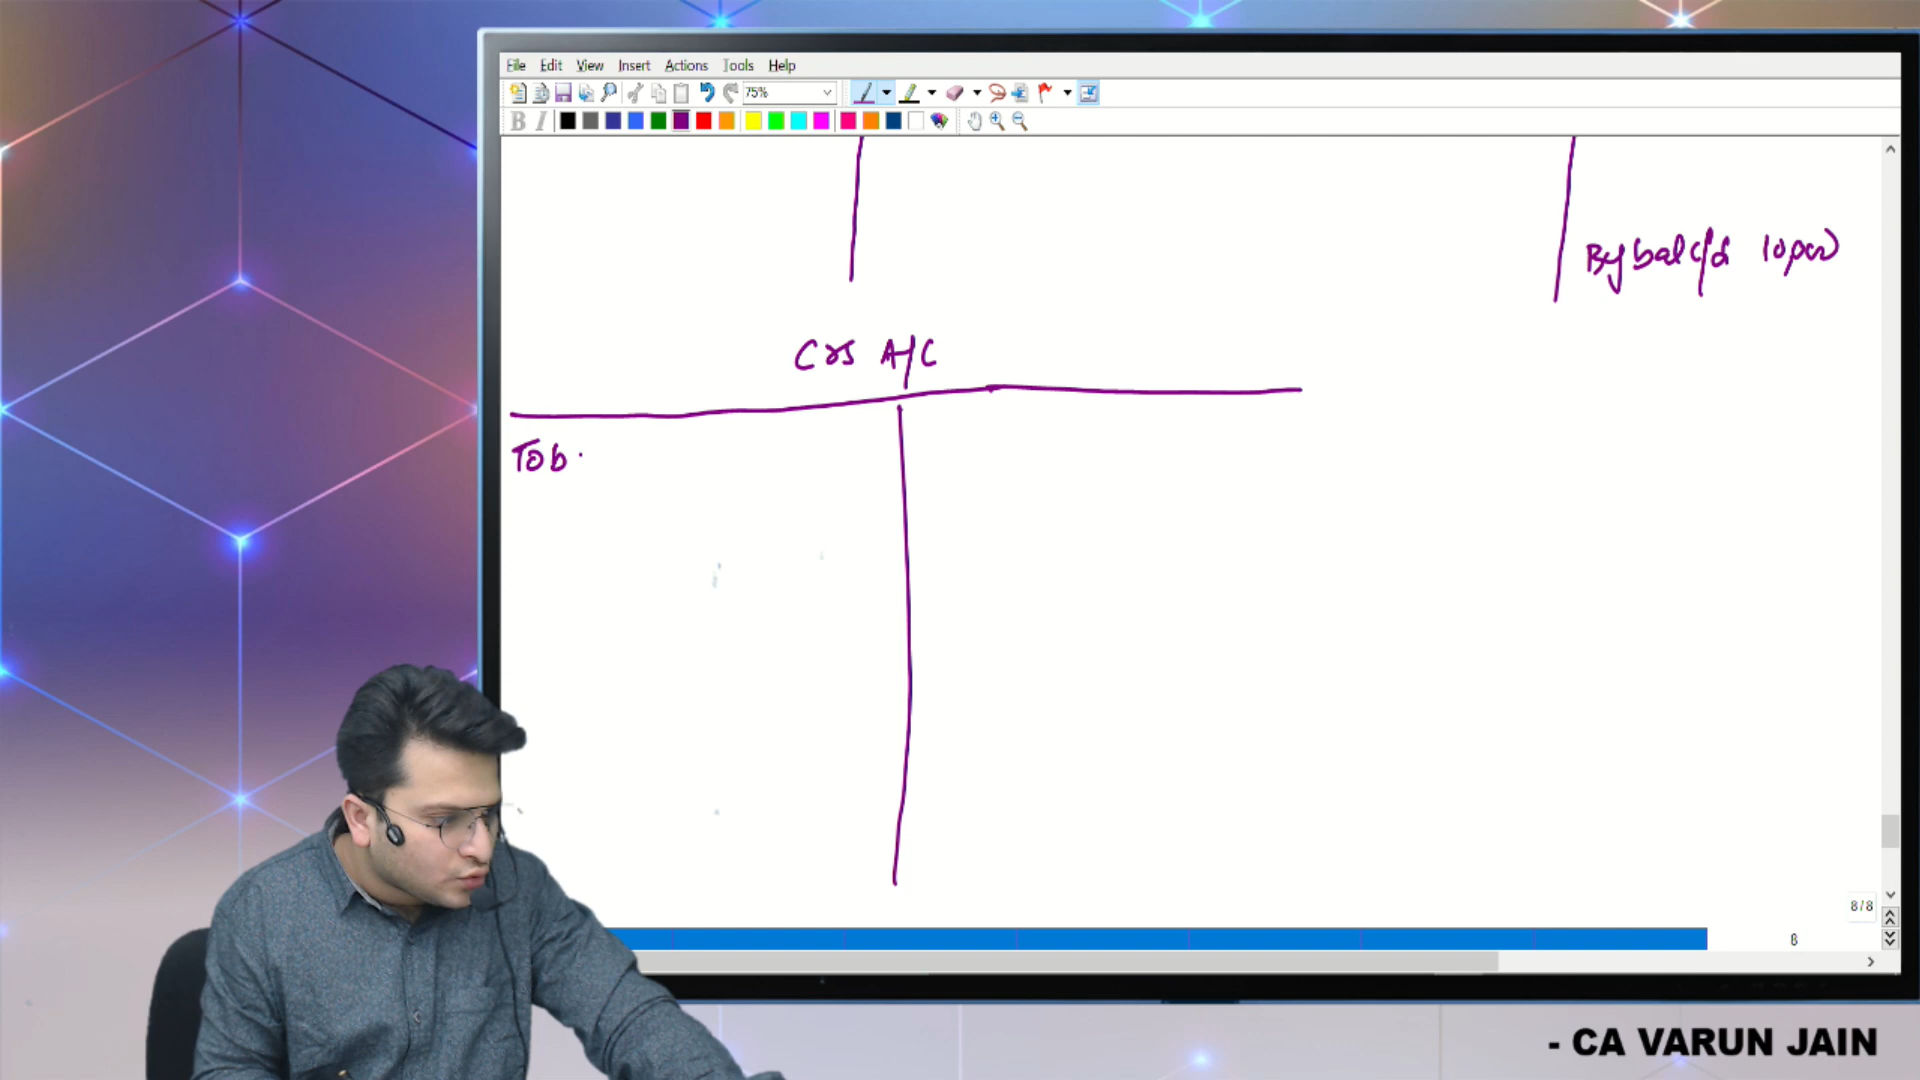 File Edit View Insert Actions Tools Help
75%
B I
By bal c/d 10,000
Crs A/C
To b
8/8
8
- CA VARUN JAIN